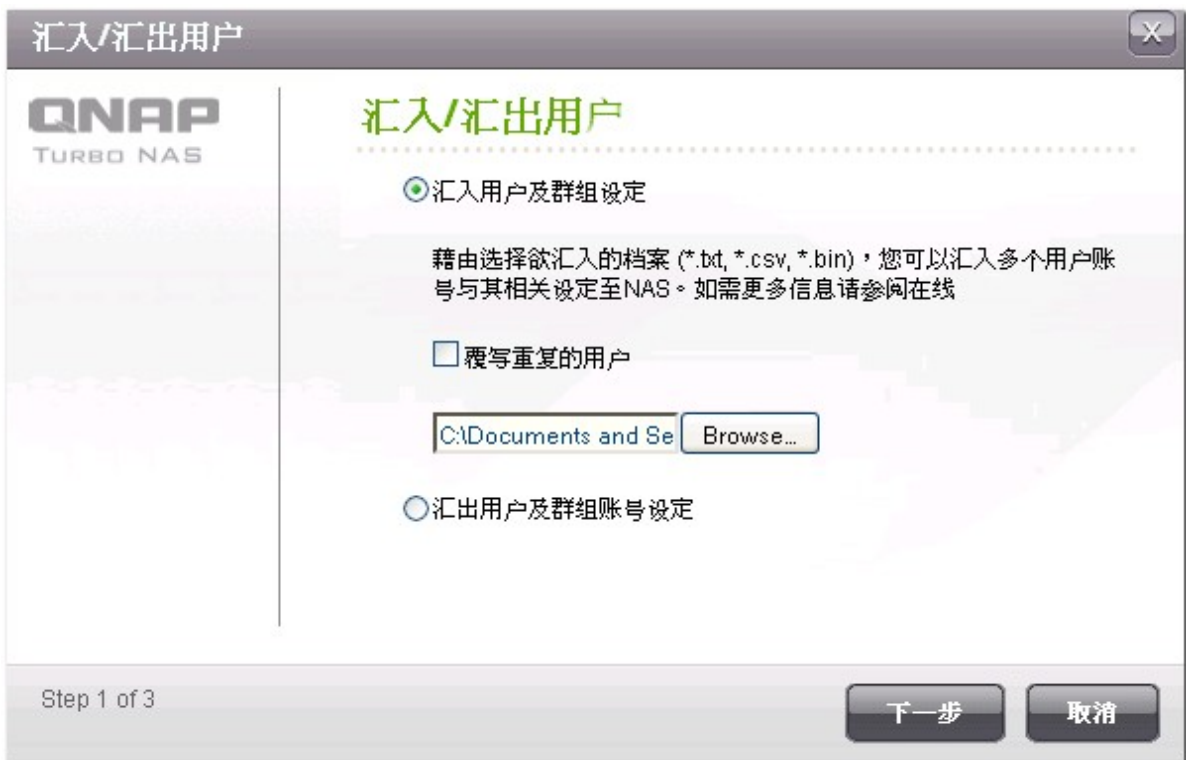 汇入/汇出用户
X
QNAP
TURBO NAS
汇入/汇出用户
汇入用户及群组设定
藉由选择欲汇入的档案 (*.txt, *.csv, *.bin)，您可以汇入多个用户账
号与其相关设定至NAS。如需更多信息请参阅在线
覆写重复的用户
C:\Documents and Se Browse...
汇出用户及群组账号设定
Step 1 of 3
下一步 取消